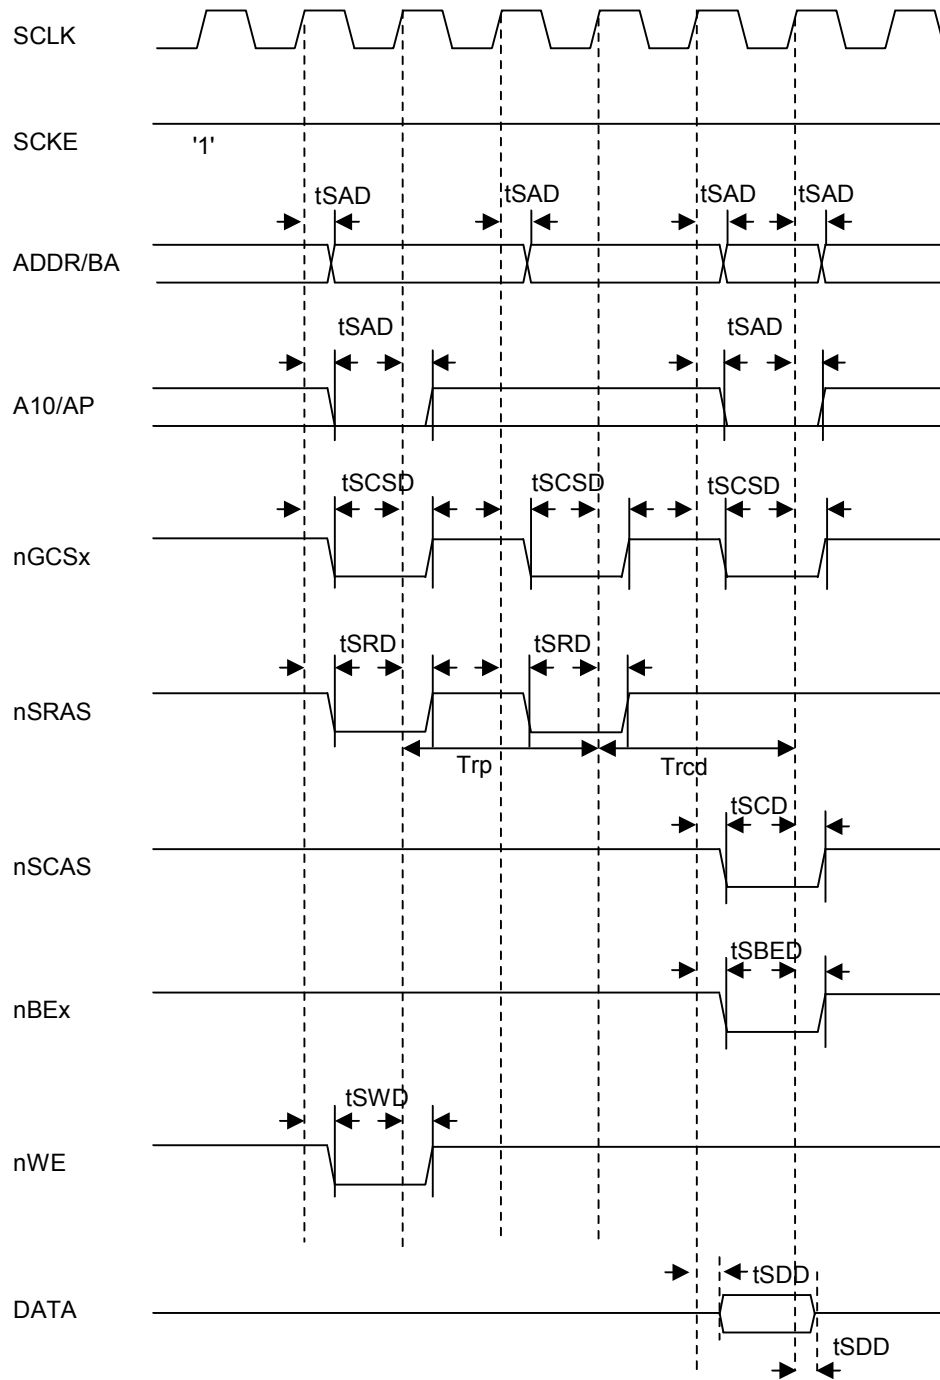 SCLK
SCKE
'1'
tSAD tSAD tSAD tSAD
ADDR/BA
tSAD tSAD
A10/AP
tSCSD tSCSD tSCSD
nGCSx
tSRD tSRD
nSRAS
Trp Trcd
tSCD
nSCAS
tSBED
nBEx
tSWD
nWE
tSDD
DATA
tSDD